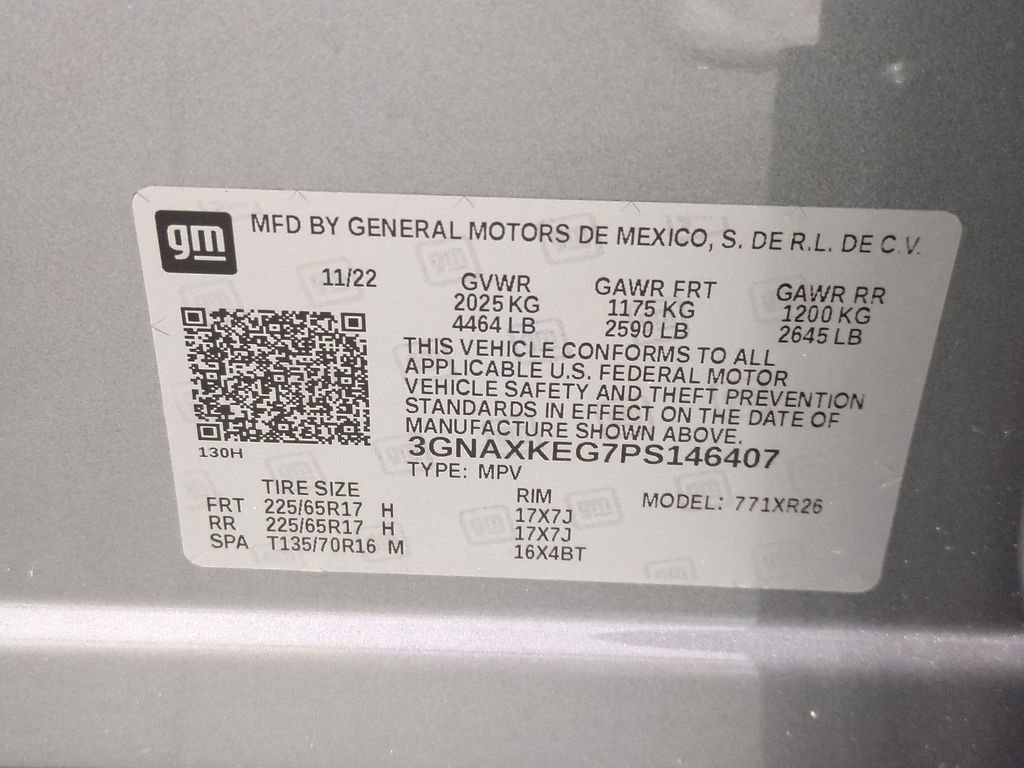 gm
MFD BY GENERAL MOTORS DE MEXICO, S. DE R.L. DE C.V.
11/22
GVWR
2025 KG
4464 LB
GAWR FRT
1175 KG
2590 LB
GAWR RR
1200 KG
2645 LB
THIS VEHICLE CONFORMS TO ALL
APPLICABLE U.S. FEDERAL MOTOR
VEHICLE SAFETY AND THEFT PREVENTION
STANDARDS IN EFFECT ON THE DATE OF
MANUFACTURE SHOWN ABOVE.
130H
3GNAXKEG7PS146407
TYPE: MPV
TIRE SIZE
RIM
MODEL: 771XR26
FRT 225/65R17 H 17X7J
RR 225/65R17 H 17X7J
SPA T135/70R16 M 16X4BT